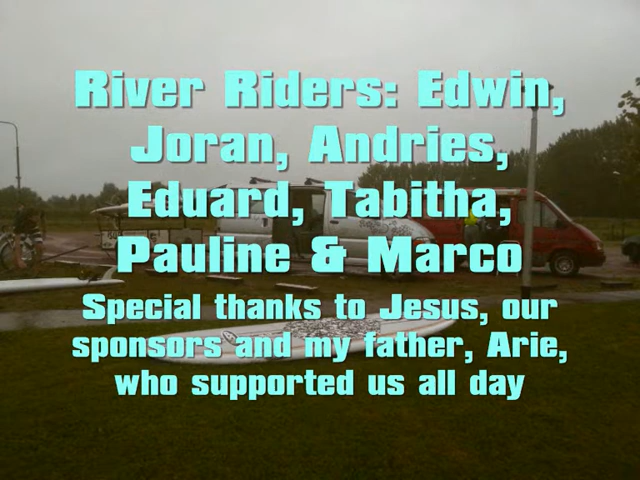 River Riders: Edwin,
Joran, Andries,
Eduard, Tabitha,
Pauline & Marco
Special thanks to Jesus, our
sponsors and my father, Arie,
who supported us all day